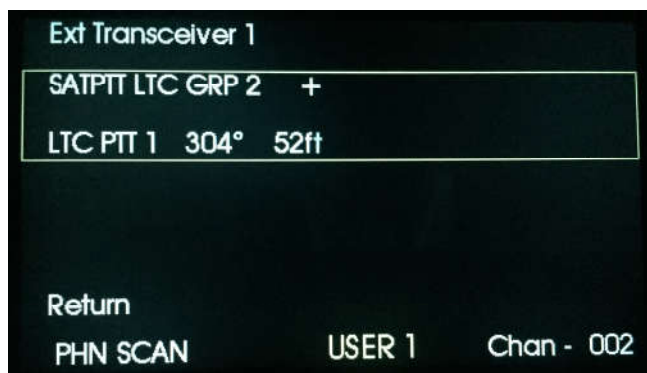 Ext Transceiver 1
SATPTT LTC GRP 2 +
LTC PTT 1 304° 52ft
Return
PHN SCAN USER 1 Chan - 002